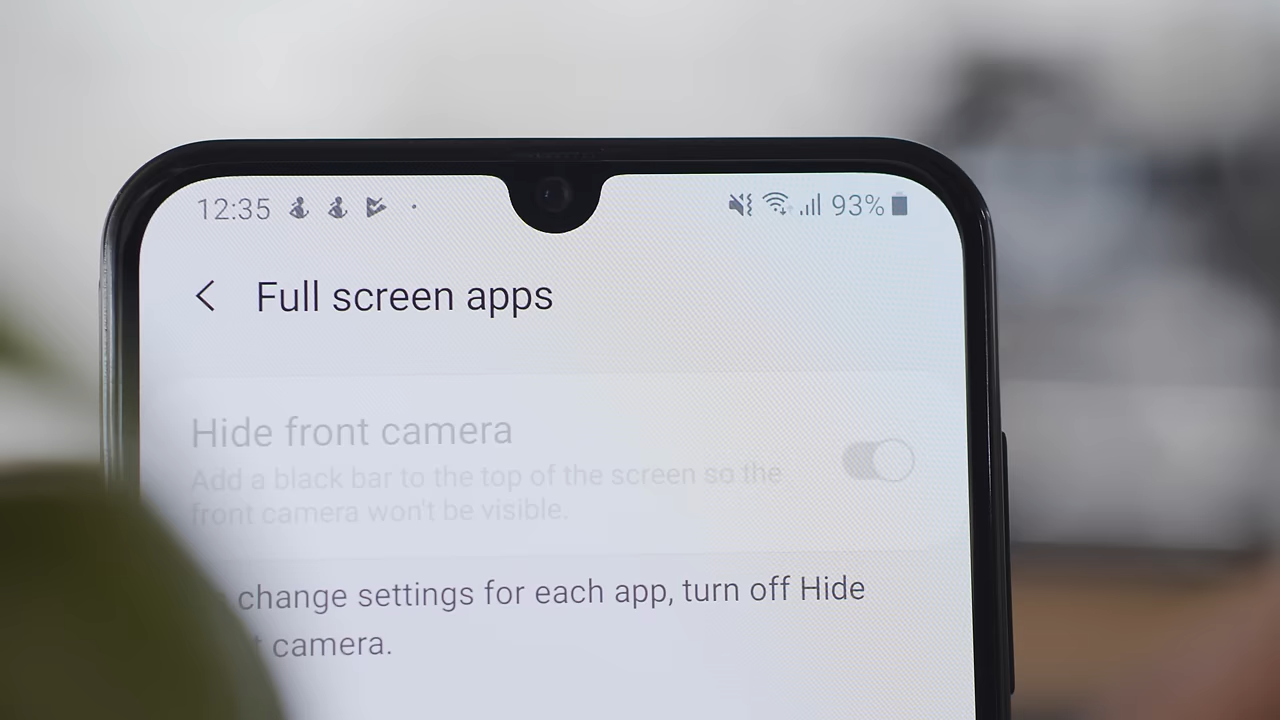 12:35
93%
Full screen apps
Hide front camera
Add a black bar to the top of the screen so the
front camera won't be visible.
change settings for each app, turn off Hide
camera.